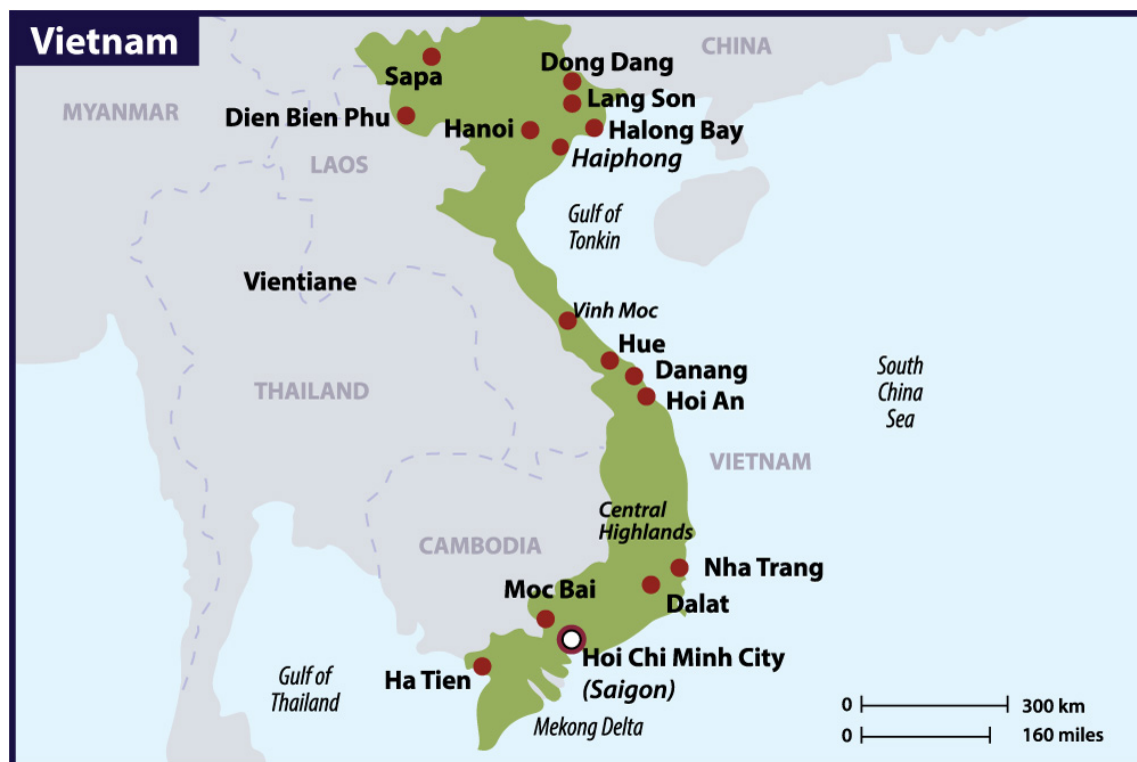 Vietnam
CHINA
MYANMAR
Sapa
Dong Dang
Lang Son
Dien Bien Phu
Hanoi
Halong Bay
Haiphong
LAOS
Gulf of
Tonkin
Vientiane
Vinh Moc
Hue
Danang
Hoi An
THAILAND
South
China
Sea
VIETNAM
Central
Highlands
CAMBODIA
Nha Trang
Moc Bai
Dalat
Hoi Chi Minh City
(Saigon)
Ha Tien
Gulf of
Thailand
Mekong Delta
0 300 km
0 160 miles